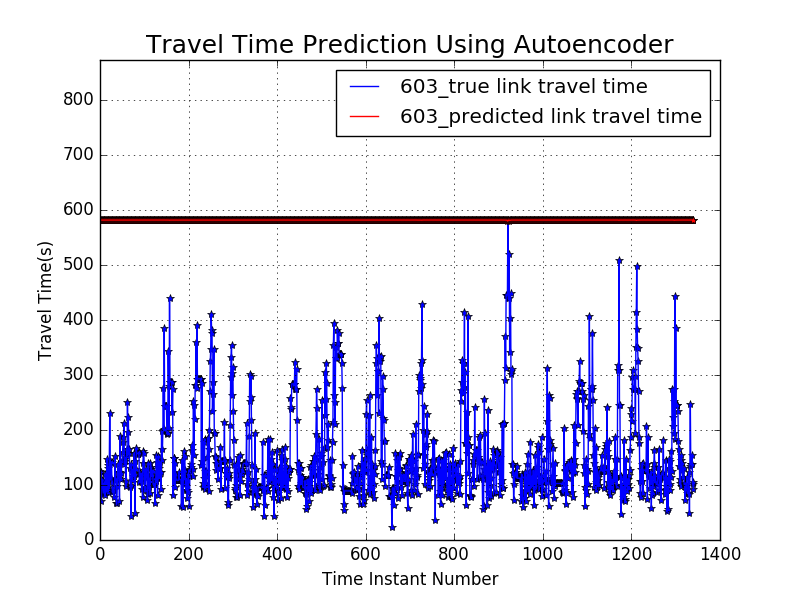 Travel Time Prediction Using Autoencoder
603_true link travel time
603_predicted link travel time
800
700
600
500
400
300
200
100
0
Travel Time(s)
0 200 400 600 800 1000 1200 1400
Time Instant Number